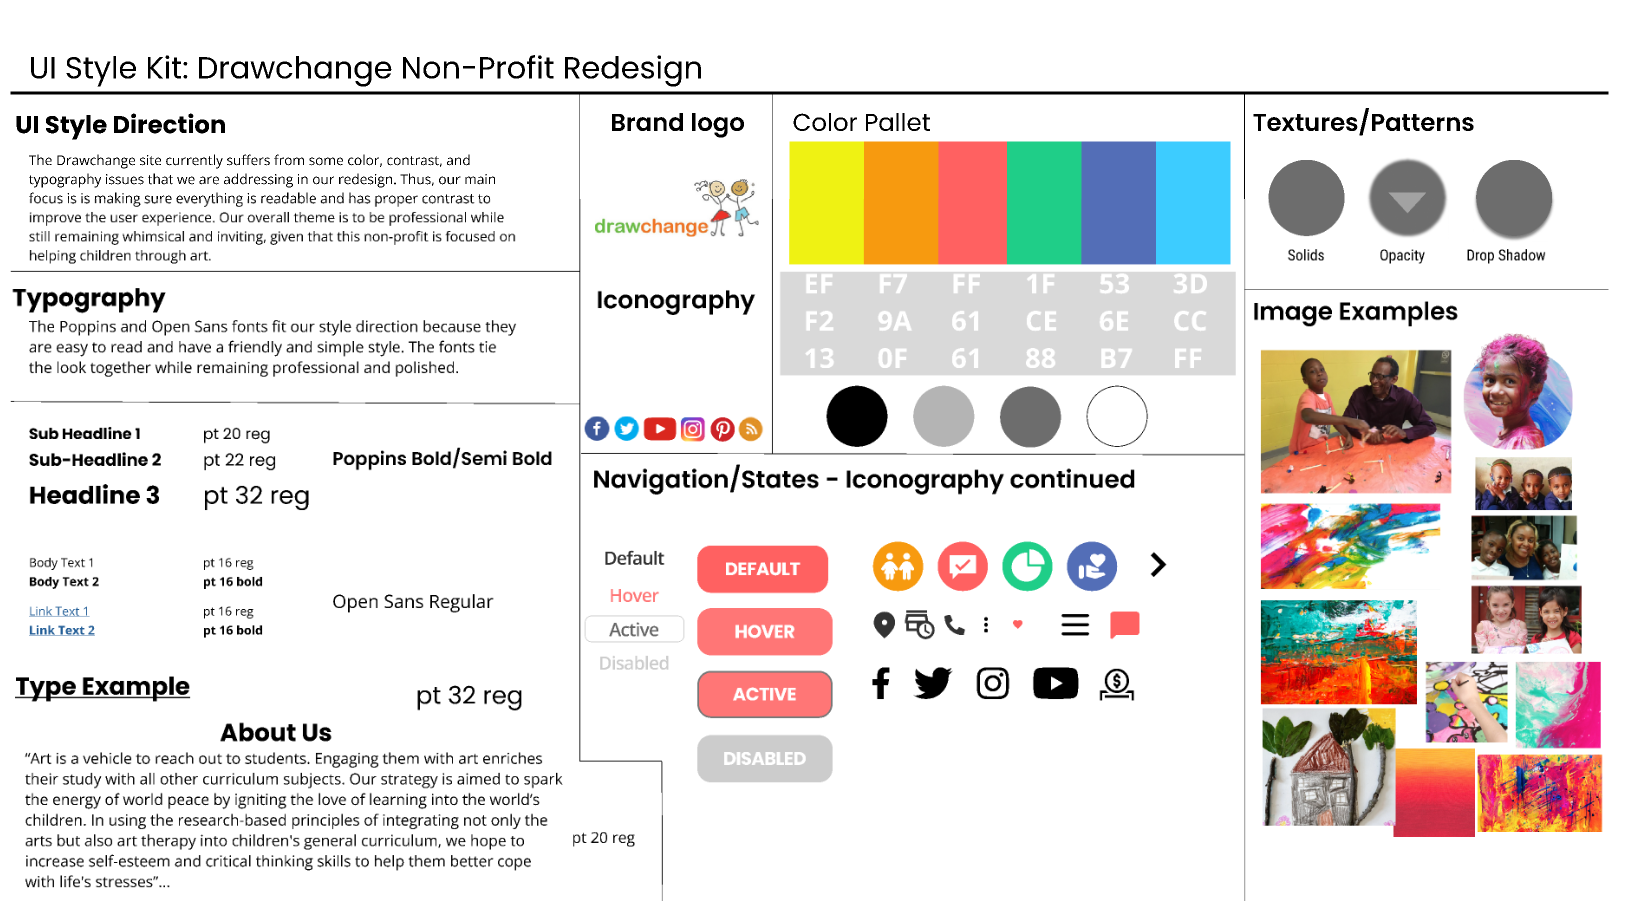 UI Style Kit: Drawchange Non-Profit Redesign
UI Style Direction
The Drawchange site currently suffers from some color, contrast, and
typography issues that we are addressing in our redesign. Thus, our main
focus is is making sure everything is readable and has proper contrast to
improve the user experience. Our overall theme is to be professional while
still remaining whimsical and inviting, given that this non-profit is focused on
helping children through art.
Typography
The Poppins and Open Sans fonts fit our style direction because they
are easy to read and have a friendly and simple style. The fonts tie
the look together while remaining professional and polished.
Sub Headline 1 pt 20 reg
Sub-Headline 2 pt 22 reg
Poppins Bold/Semi Bold
Headline 3 pt 32 reg
Body Text 1 pt 16 reg
Body Text 2 pt 16 bold
Open Sans Regular
Link Text 1 pt 16 reg
Link Text 2 pt 16 bold
Type Example
pt 32 reg
About Us
“Art is a vehicle to reach out to students. Engaging them with art enriches
their study with all other curriculum subjects. Our strategy is aimed to spark
the energy of world peace by igniting the love of learning into the world’s
children. In using the research-based principles of integrating not only the
arts but also art therapy into children's general curriculum, we hope to
increase self-esteem and critical thinking skills to help them better cope
with life's stresses”...
pt 20 reg
Brand logo
drawchange
Iconography
Color Pallet
EF F7 FF 1F 53 3D
F2 9A 61 CE 6E CC
13 0F 61 88 B7 FF
Navigation/States - Iconography continued
Default
Hover
Active
Disabled
DEFAULT
HOVER
ACTIVE
DISABLED
Textures/Patterns
Solids Opacity Drop Shadow
Image Examples